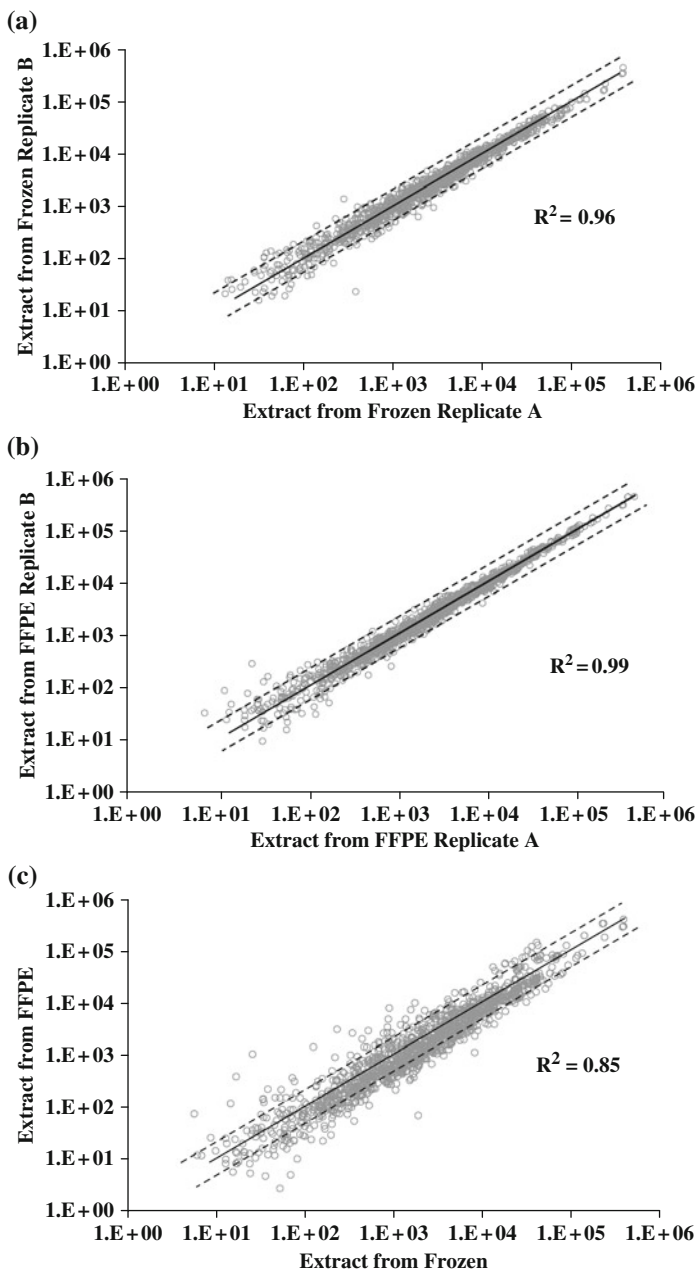 (a)
Extract from Frozen Replicate B
1.E+06
1.E+05
1.E+04
1.E+03
1.E+02
1.E+01
1.E+00
R² = 0.96
1.E+00 1.E+01 1.E+02 1.E+03 1.E+04 1.E+05 1.E+06
Extract from Frozen Replicate A
(b)
Extract from FFPE Replicate B
1.E+06
1.E+05
1.E+04
1.E+03
1.E+02
1.E+01
1.E+00
R² = 0.99
1.E+00 1.E+01 1.E+02 1.E+03 1.E+04 1.E+05 1.E+06
Extract from FFPE Replicate A
(c)
Extract from FFPE
1.E+06
1.E+05
1.E+04
1.E+03
1.E+02
1.E+01
1.E+00
R² = 0.85
1.E+00 1.E+01 1.E+02 1.E+03 1.E+04 1.E+05 1.E+06
Extract from Frozen